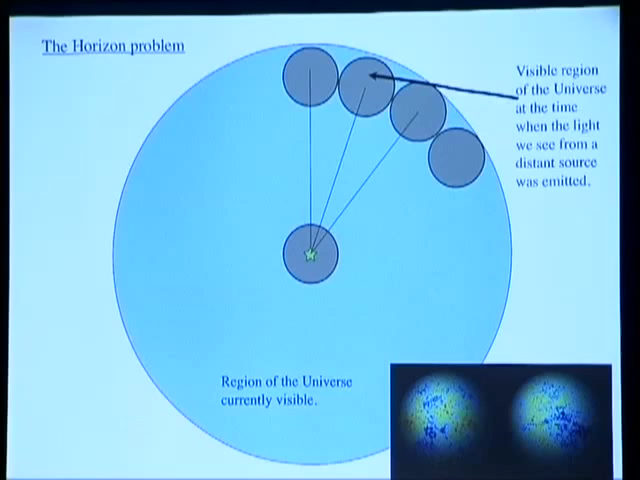 The Horizon problem
Visible region
of the Universe
at the time
when the light
we see from a
distant source
was emitted.
Region of the Universe
currently visible.